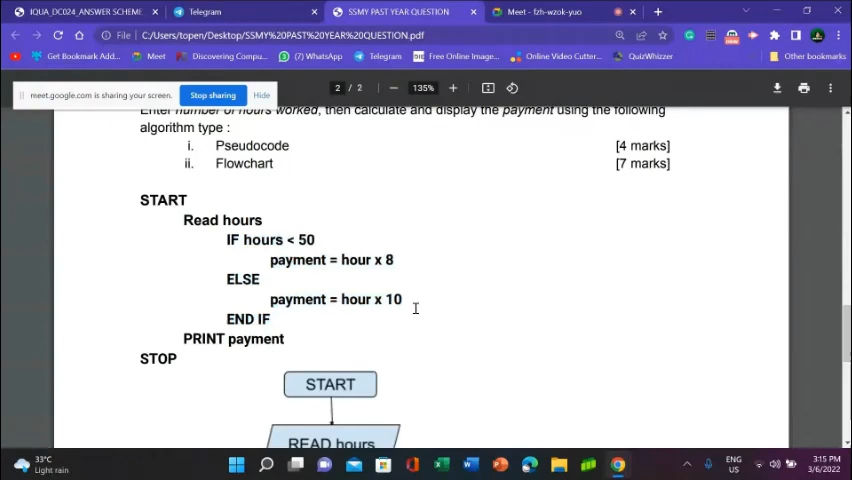 IQUA_DC024_ANSWER SCHEME
Telegram
SSMY PAST YEAR QUESTION
Meet - fzh-wzok-yuo
File
C:/Users/topen/Desktop/SSMY%20PAST%20YEAR%20QUESTION.pdf
Get Bookmark Add...
Meet
Discovering Compu...
(7) WhatsApp
Telegram
Free Online Image...
Online Video Cutter...
QuizWhizzer
Other bookmarks
meet.google.com is sharing your screen.
Stop sharing
Hide
2 / 2
135%
Enter number of hours worked, then calculate and display the payment using the following
algorithm type :
i. Pseudocode [4 marks]
ii. Flowchart [7 marks]
START
Read hours
IF hours < 50
payment = hour x 8
ELSE
payment = hour x 10
END IF
PRINT payment
STOP
START
READ hours
33°C
Light rain
ENG
US
3:15 PM
3/6/2022